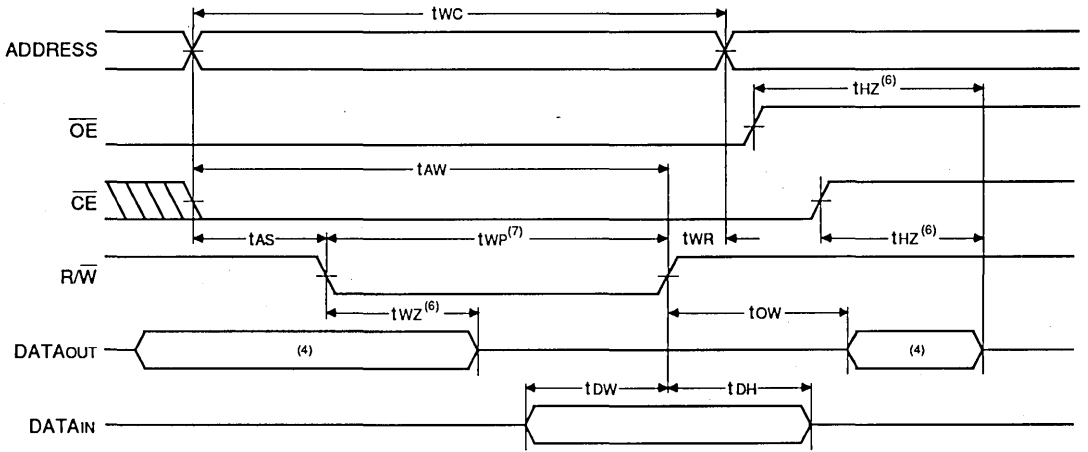 tWC
ADDRESS
tHZ(6)
OE
tAW
CE
tAS tWP(7) tWR tHZ(6)
R/W
tWZ(6) tOW
DATAOUT (4) (4)
tDW tDH
DATAIN